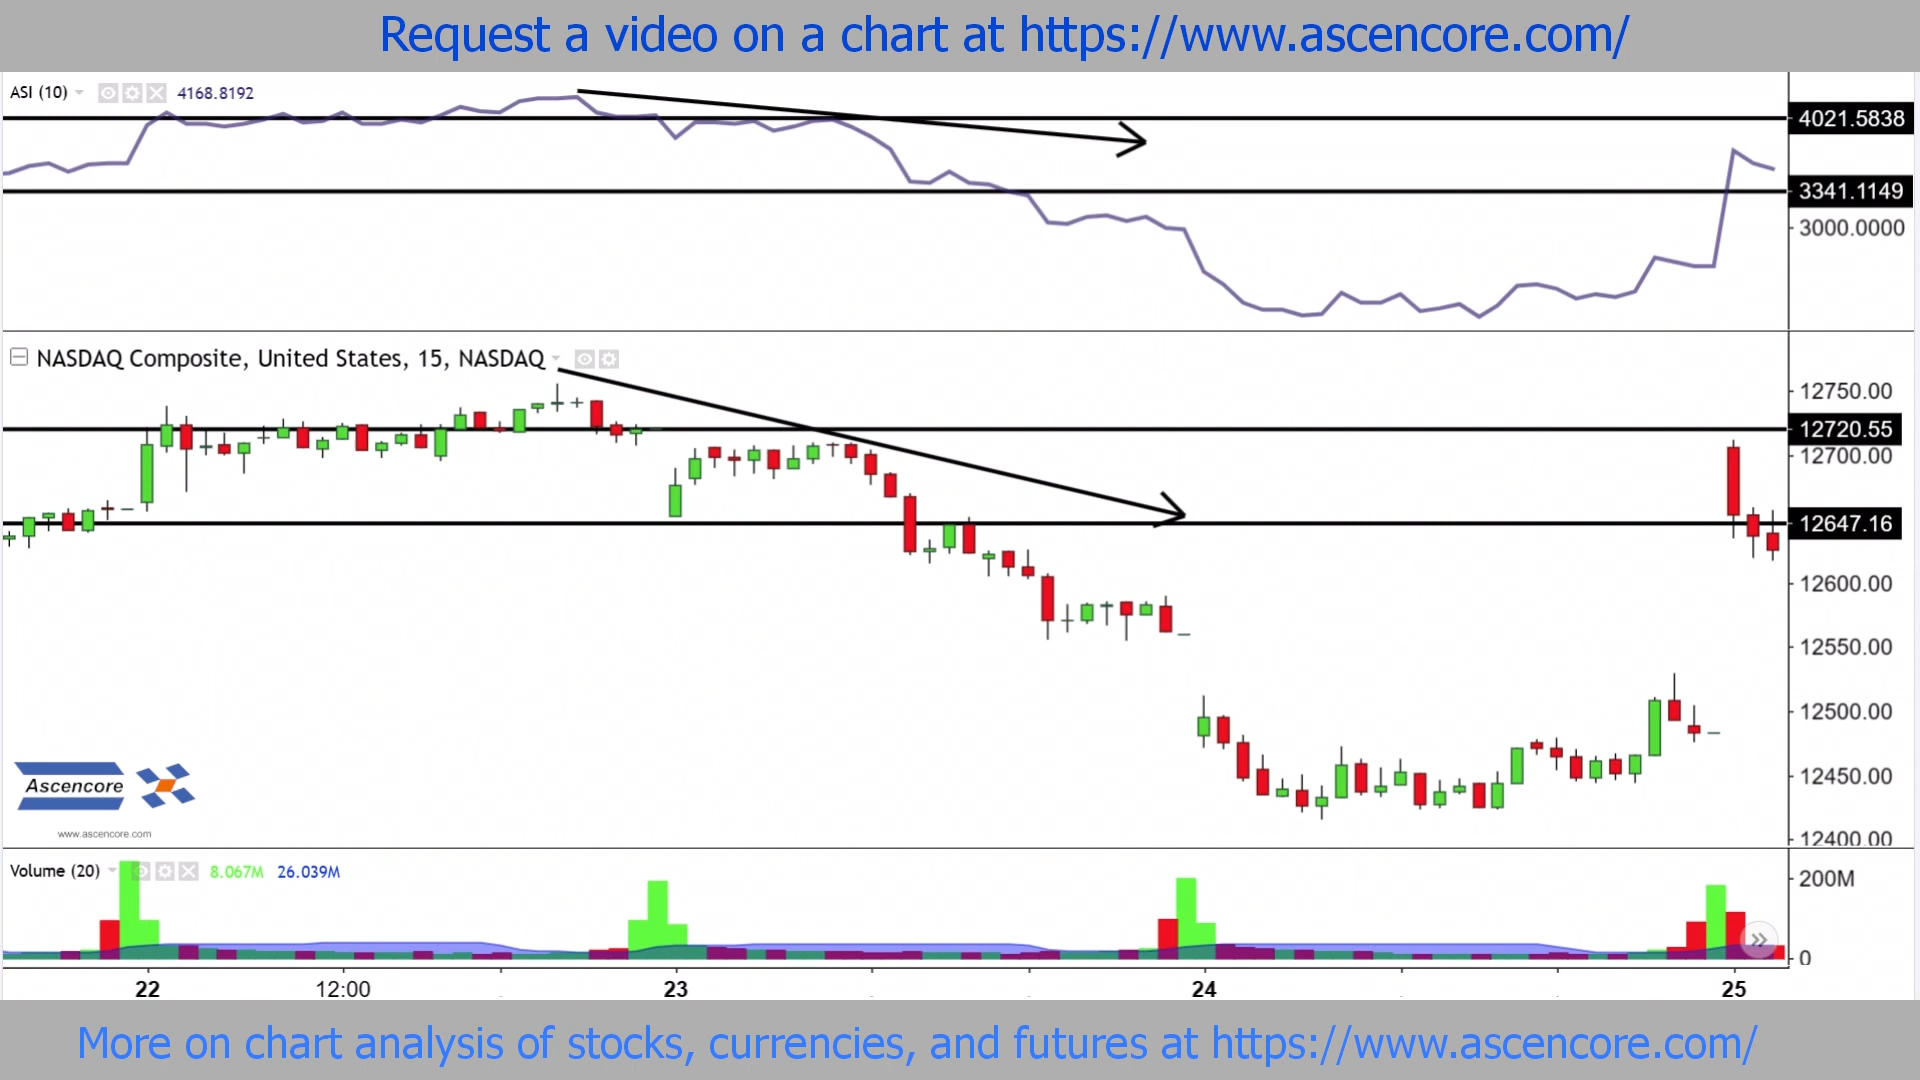 Request a video on a chart at https://www.ascencore.com/
ASI (10) 4168.8192
4021.5838
3341.1149
3000.0000
NASDAQ Composite, United States, 15, NASDAQ
12750.00
12720.55
12700.00
12647.16
12600.00
12550.00
12500.00
12450.00
12400.00
Ascencore
www.ascencore.com
Volume (20) 8.067M 26.039M
200M
0
22 12:00 23 24 25
More on chart analysis of stocks, currencies, and futures at https://www.ascencore.com/